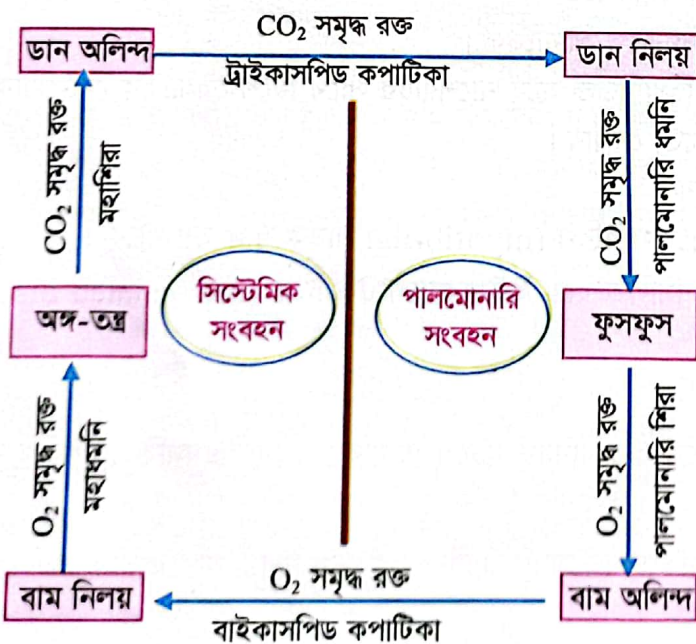 CO₂ সমৃদ্ধ রক্ত
ডান অলিন্দ
ট্রাইকাসপিড কপাটিকা
ডান নিলয়
CO₂ সমৃদ্ধ রক্ত
মহাশিরা
CO₂ সমৃদ্ধ রক্ত
পালমোনারি ধমনি
সিস্টেমিক
সংবহন
পালমোনারি
সংবহন
অঙ্গ-তন্ত্র
ফুসফুস
O₂ সমৃদ্ধ রক্ত
মহাধমনি
O₂ সমৃদ্ধ রক্ত
পালমোনারি শিরা
বাম নিলয়
O₂ সমৃদ্ধ রক্ত
বাইকাসপিড কপাটিকা
বাম অলিন্দ